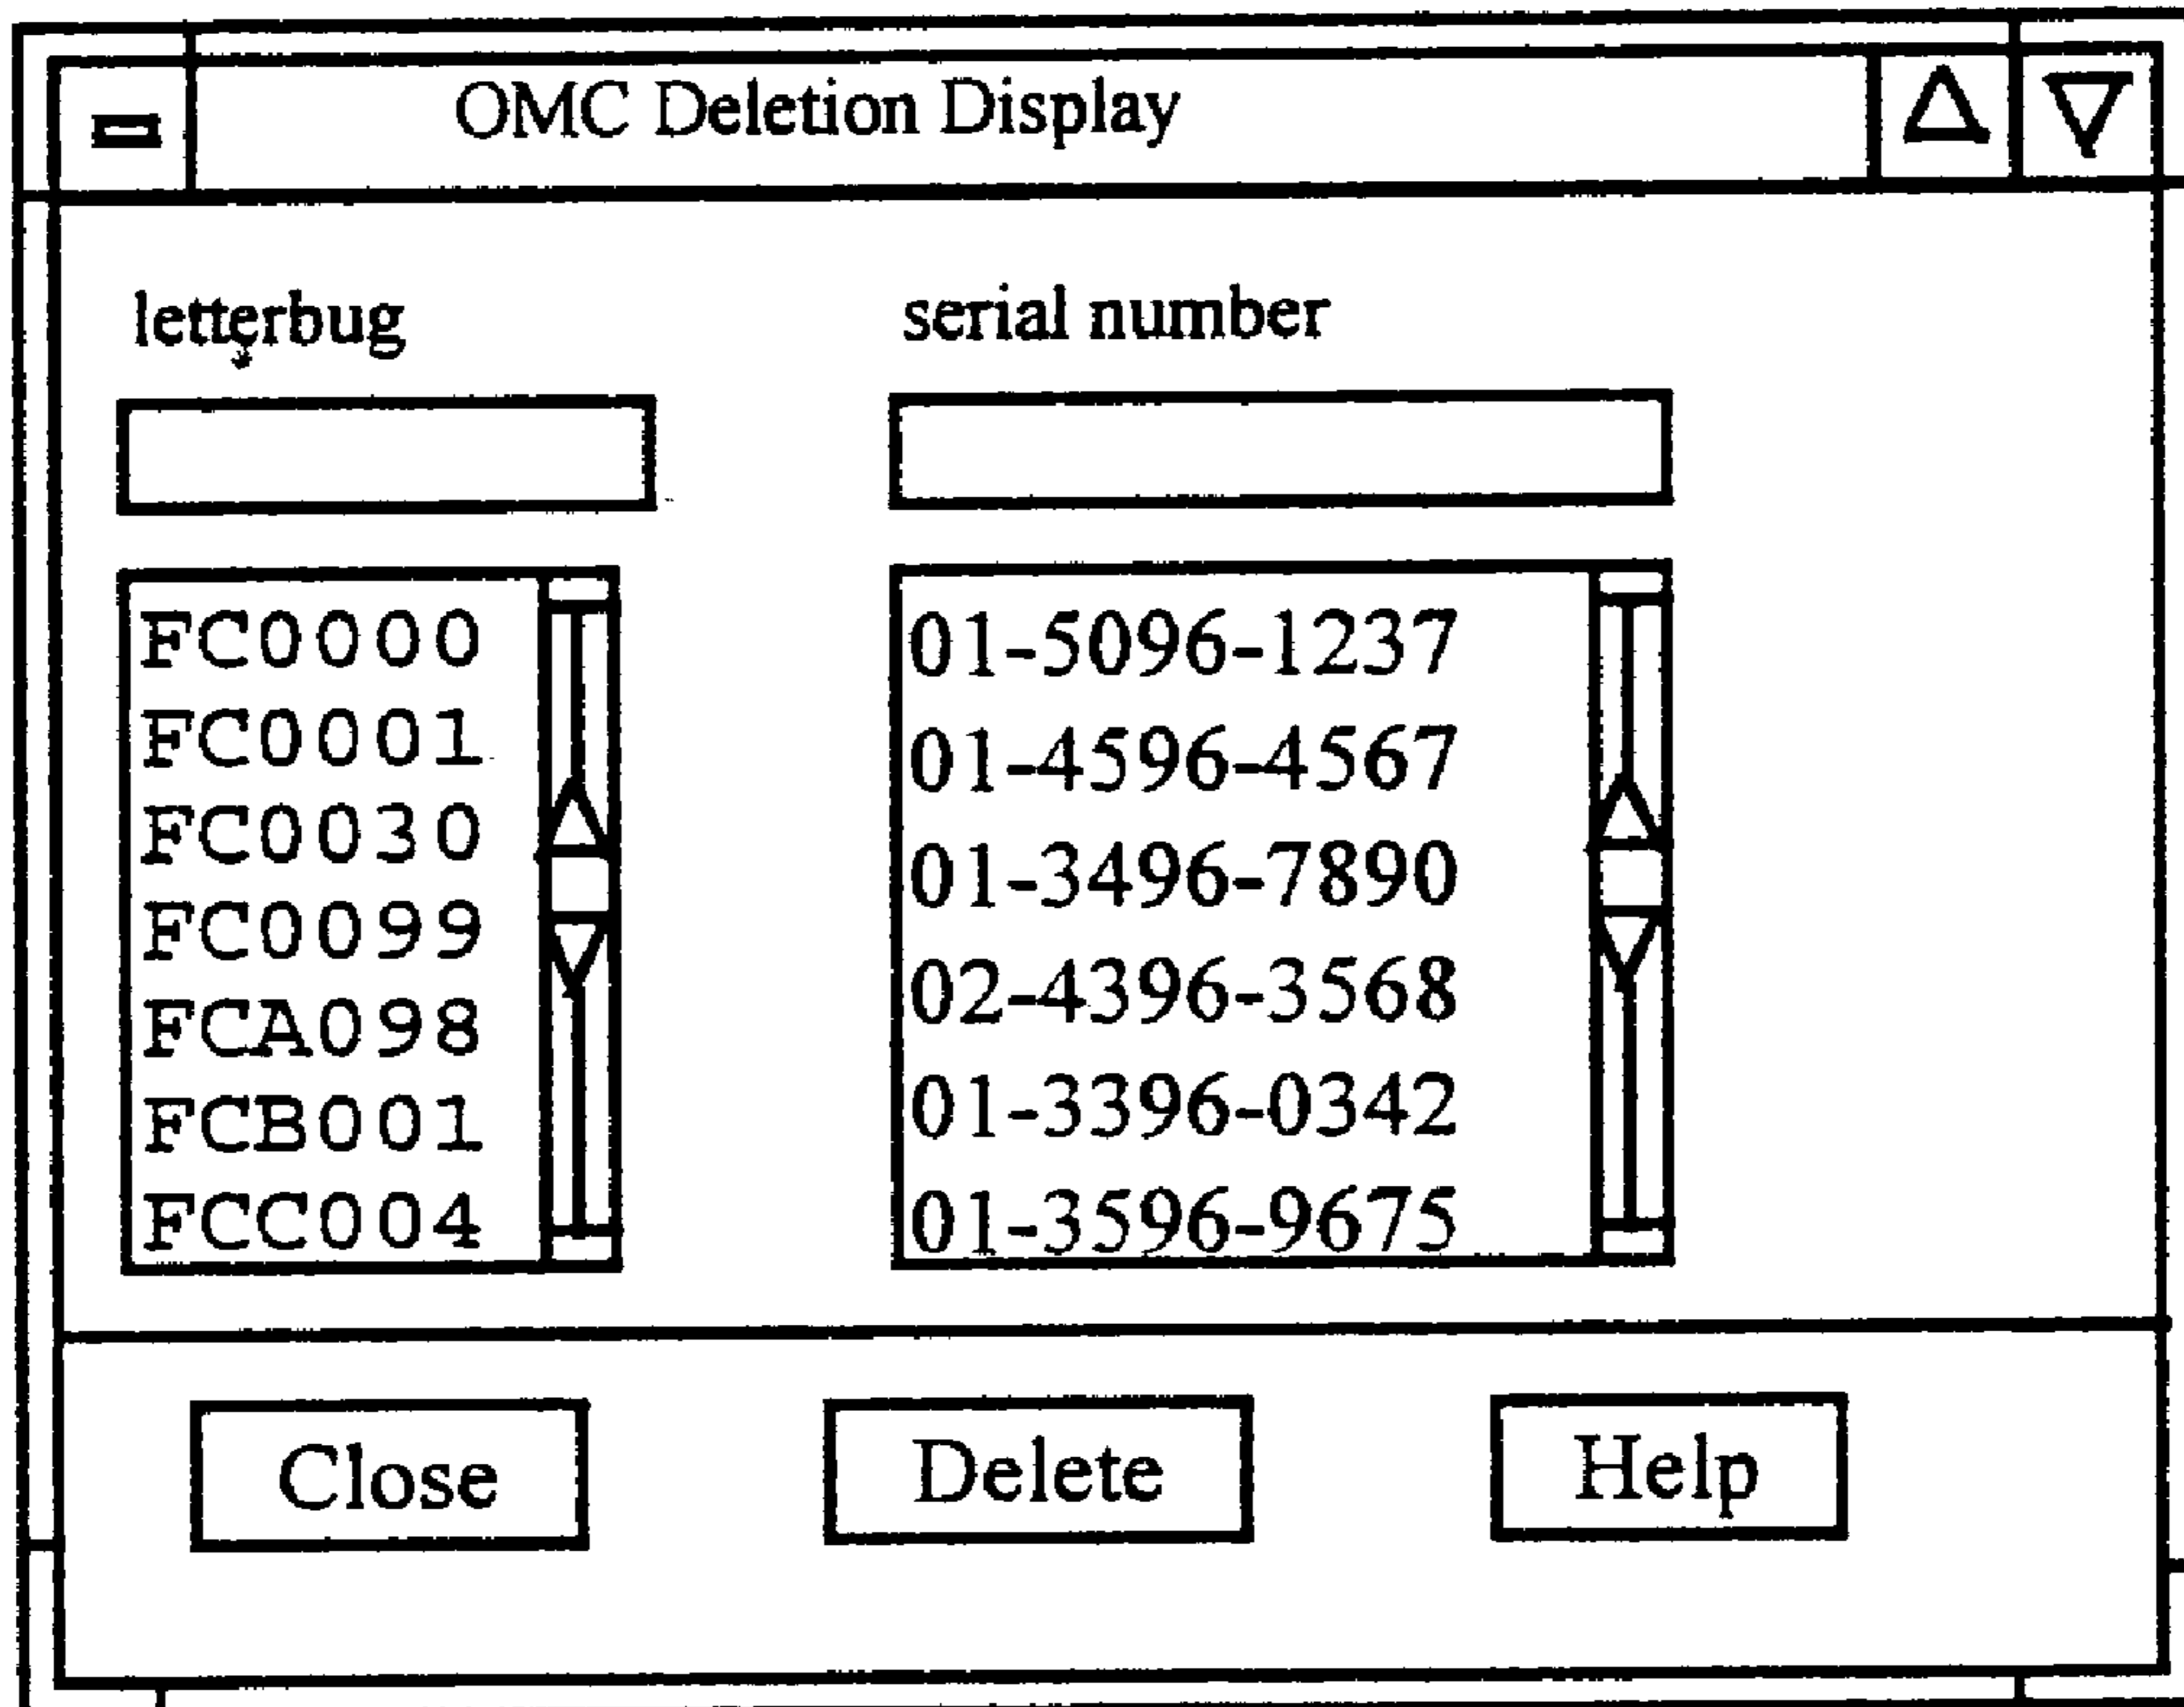 OMC Deletion Display
letterbug
serial number
FC0000
FC0001
FC0030
FC0099
FCA098
FCB001
FCC004
01-5096-1237
01-4596-4567
01-3496-7890
02-4396-3568
01-3396-0342
01-3596-9675
Close
Delete
Help